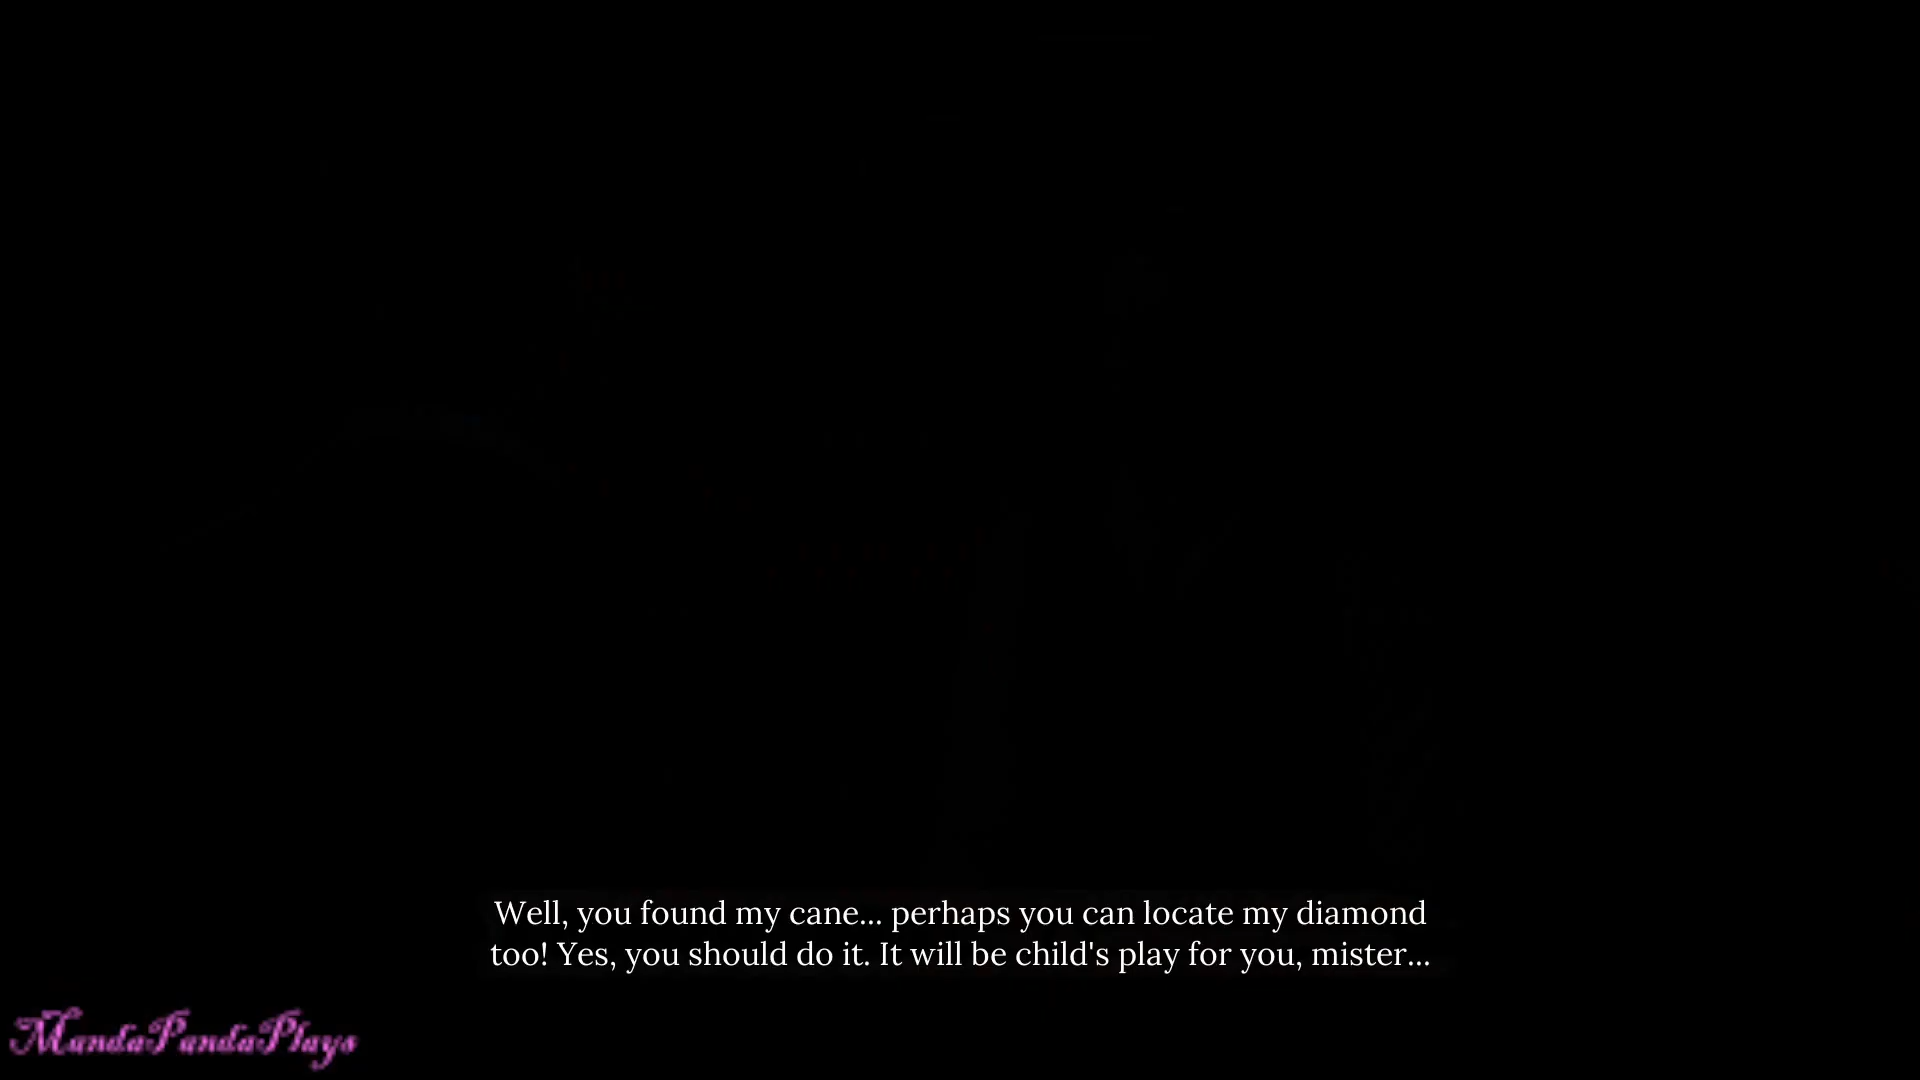 Well, you found my cane... perhaps you can locate my diamond
too! Yes, you should do it. It will be child's play for you, mister...
MandaPandaPlays